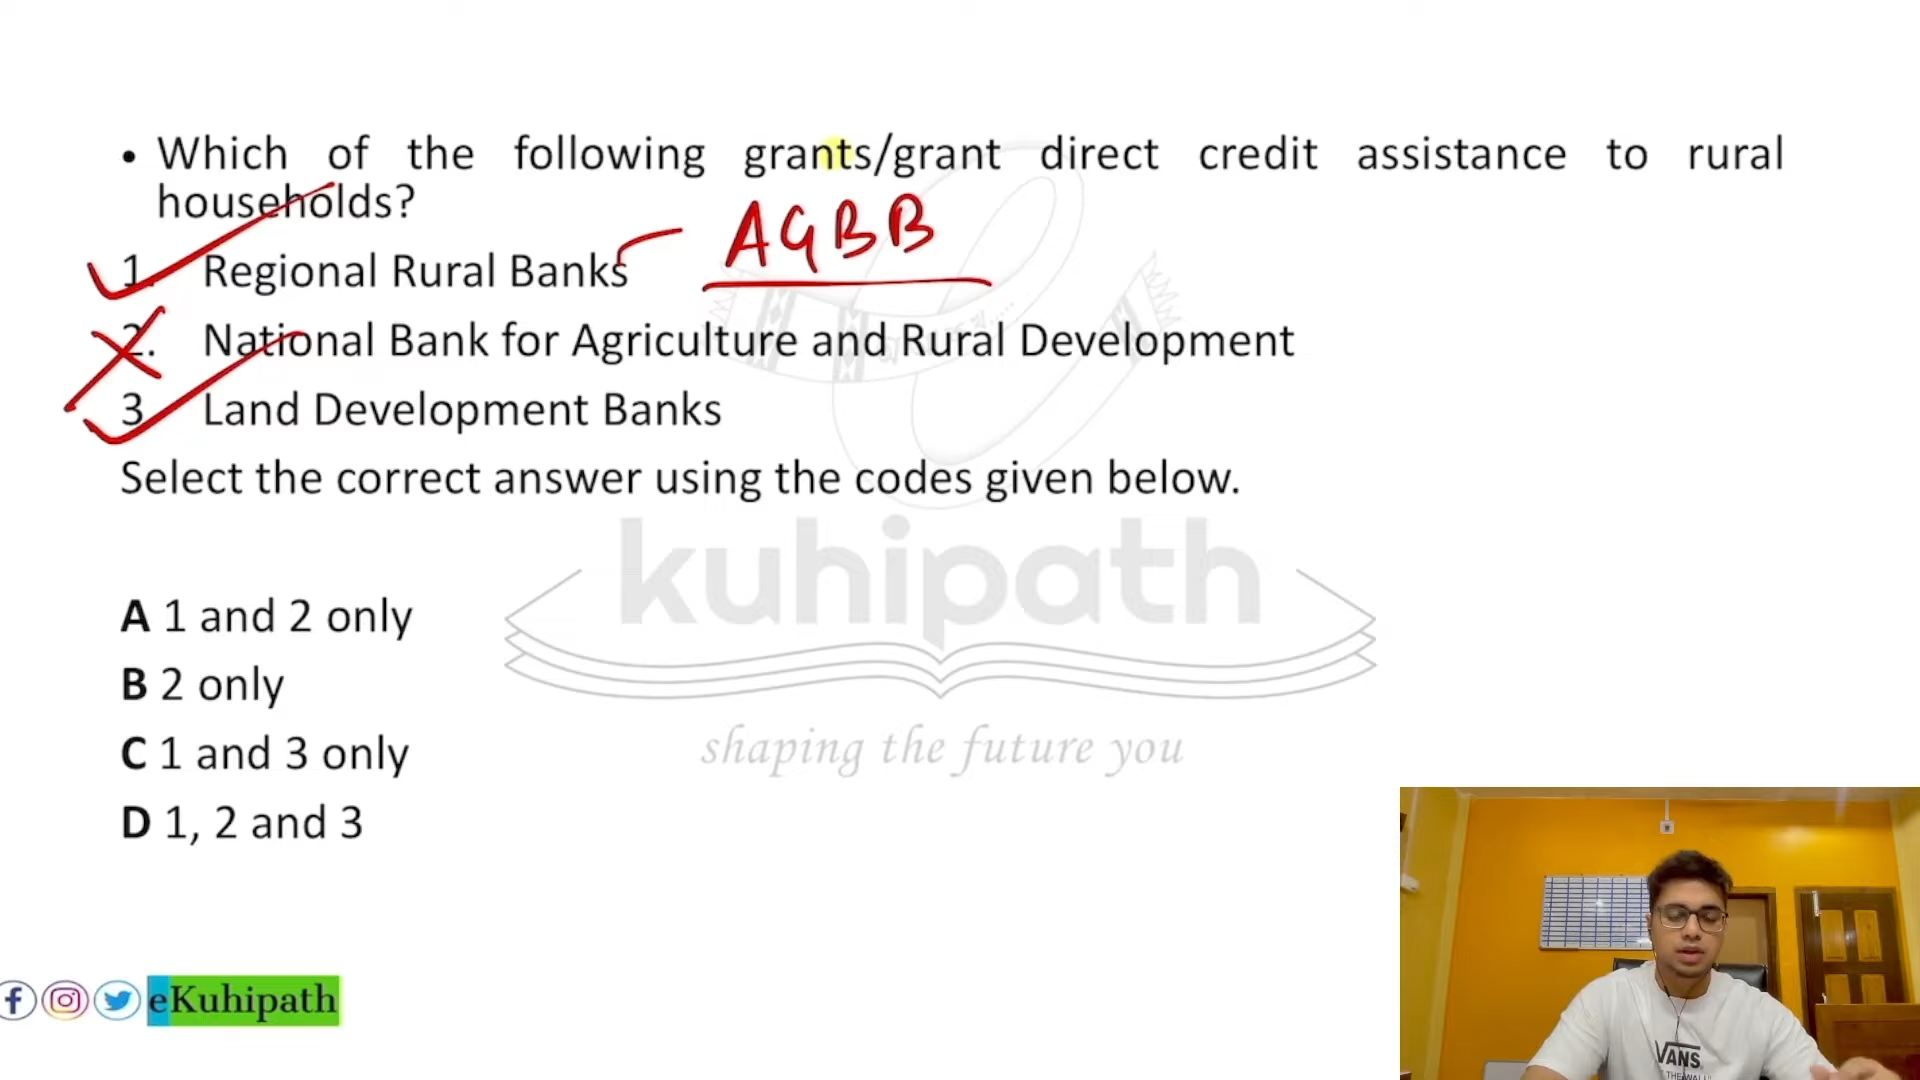 • Which of the following grants/grant direct credit assistance to rural
households?
AGBB
1. Regional Rural Banks
2. National Bank for Agriculture and Rural Development
3. Land Development Banks
Select the correct answer using the codes given below.
kuhipath
A 1 and 2 only
B 2 only
C 1 and 3 only
shaping the future you
D 1, 2 and 3
eKuhipath
VANS